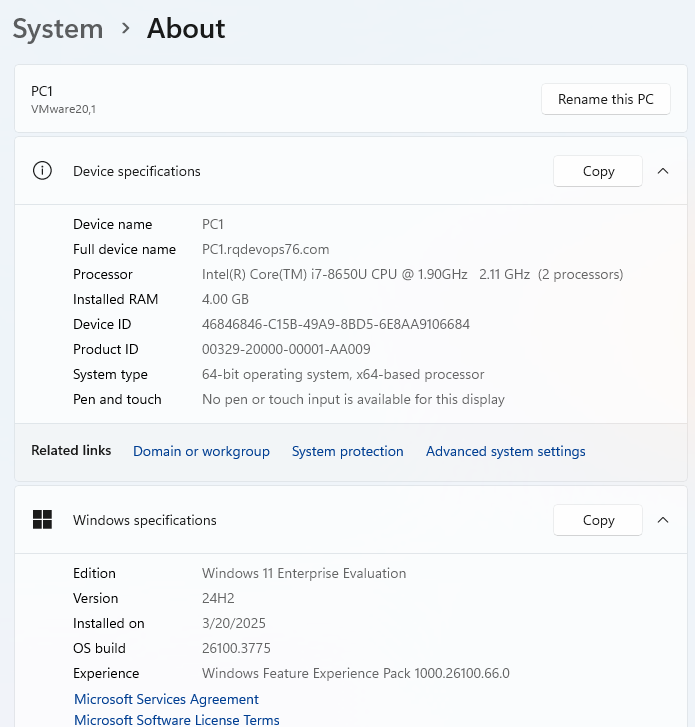 System > About
PC1
VMware20,1
Rename this PC
Device specifications
Copy
Device name PC1
Full device name PC1.rqdevops76.com
Processor Intel(R) Core(TM) i7-8650U CPU @ 1.90GHz 2.11 GHz (2 processors)
Installed RAM 4.00 GB
Device ID 46846846-C15B-49A9-8BD5-6E8AA9106684
Product ID 00329-20000-00001-AA009
System type 64-bit operating system, x64-based processor
Pen and touch No pen or touch input is available for this display
Related links Domain or workgroup System protection Advanced system settings
Windows specifications
Copy
Edition Windows 11 Enterprise Evaluation
Version 24H2
Installed on 3/20/2025
OS build 26100.3775
Experience Windows Feature Experience Pack 1000.26100.66.0
Microsoft Services Agreement
Microsoft Software License Terms